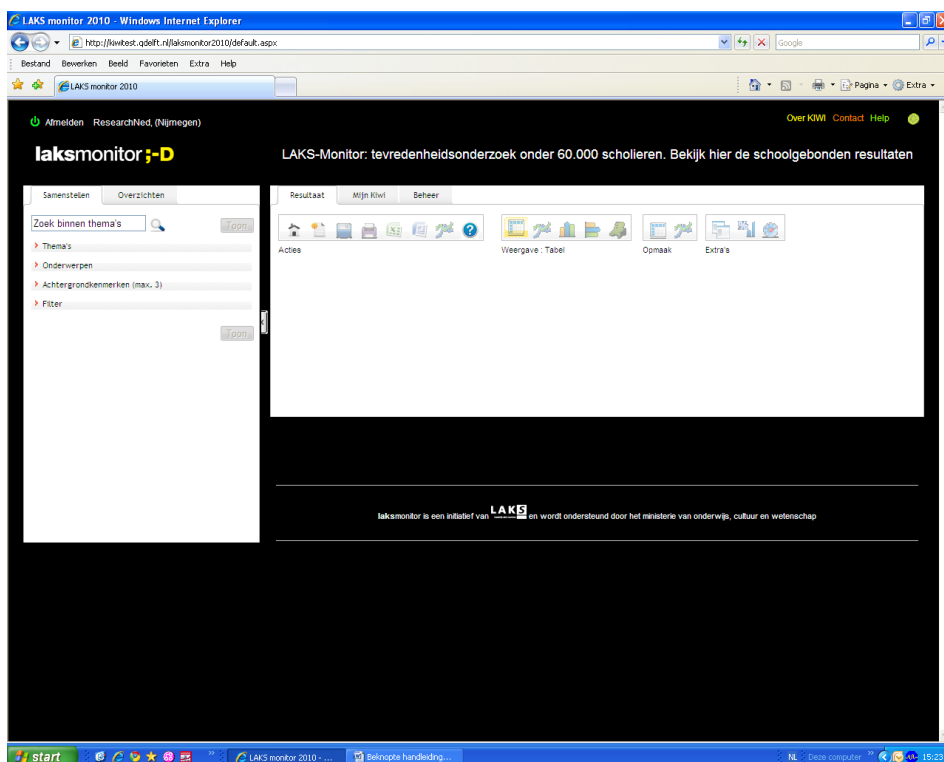 LAKS monitor 2010 - Windows Internet Explorer
http://kiwitest.qdelft.nl/laksmonitor2010/default.aspx
Google
Bestand Bewerken Beeld Favorieten Extra Help
LAKS monitor 2010
Pagina Extra
Afmelden ResearchNed, (Nijmegen)
Over KIWI Contact Help
laksmonitor ;-D
LAKS-Monitor: tevredenheidsonderzoek onder 60.000 scholieren. Bekijk hier de schoolgebonden resultaten
Samenstellen Overzichten
Resultaat Mijn Kiwi Beheer
Zoek binnen thema's Toon
Thema's
Onderwerpen
Achtergrondkenmerken (max. 3)
Filter
Toon
Acties Weergave : Tabel Opmaak Extra's
laksmonitor is een initiatief van LAKS en wordt ondersteund door het ministerie van onderwijs, cultuur en wetenschap
start LAKS monitor 2010 - ... Beknopte handleiding... NL Deze computer 15:23